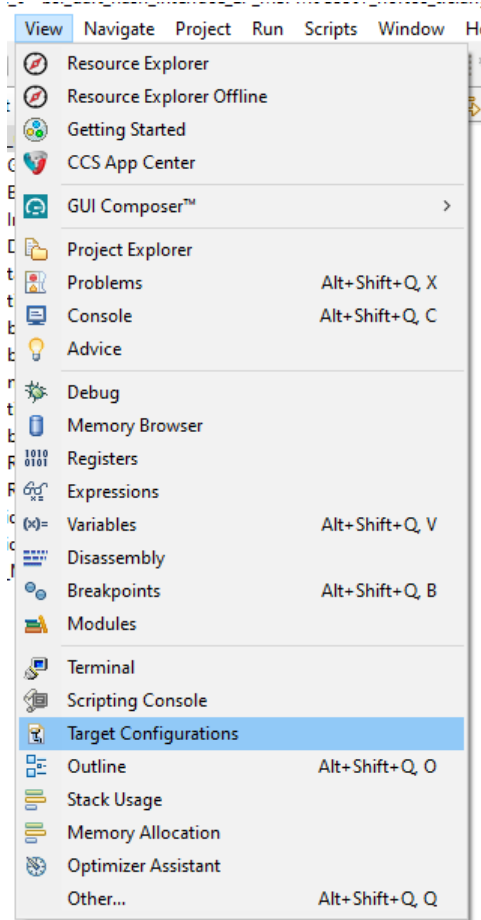 View Navigate Project Run Scripts Window
Resource Explorer
Resource Explorer Offline
Getting Started
CCS App Center
GUI Composer™ >
Project Explorer
Problems Alt+Shift+Q, X
Console Alt+Shift+Q, C
Advice
Debug
Memory Browser
Registers
Expressions
(x)= Variables Alt+Shift+Q, V
Disassembly
Breakpoints Alt+Shift+Q, B
Modules
Terminal
Scripting Console
Target Configurations
Outline Alt+Shift+Q, O
Stack Usage
Memory Allocation
Optimizer Assistant
Other... Alt+Shift+Q, Q